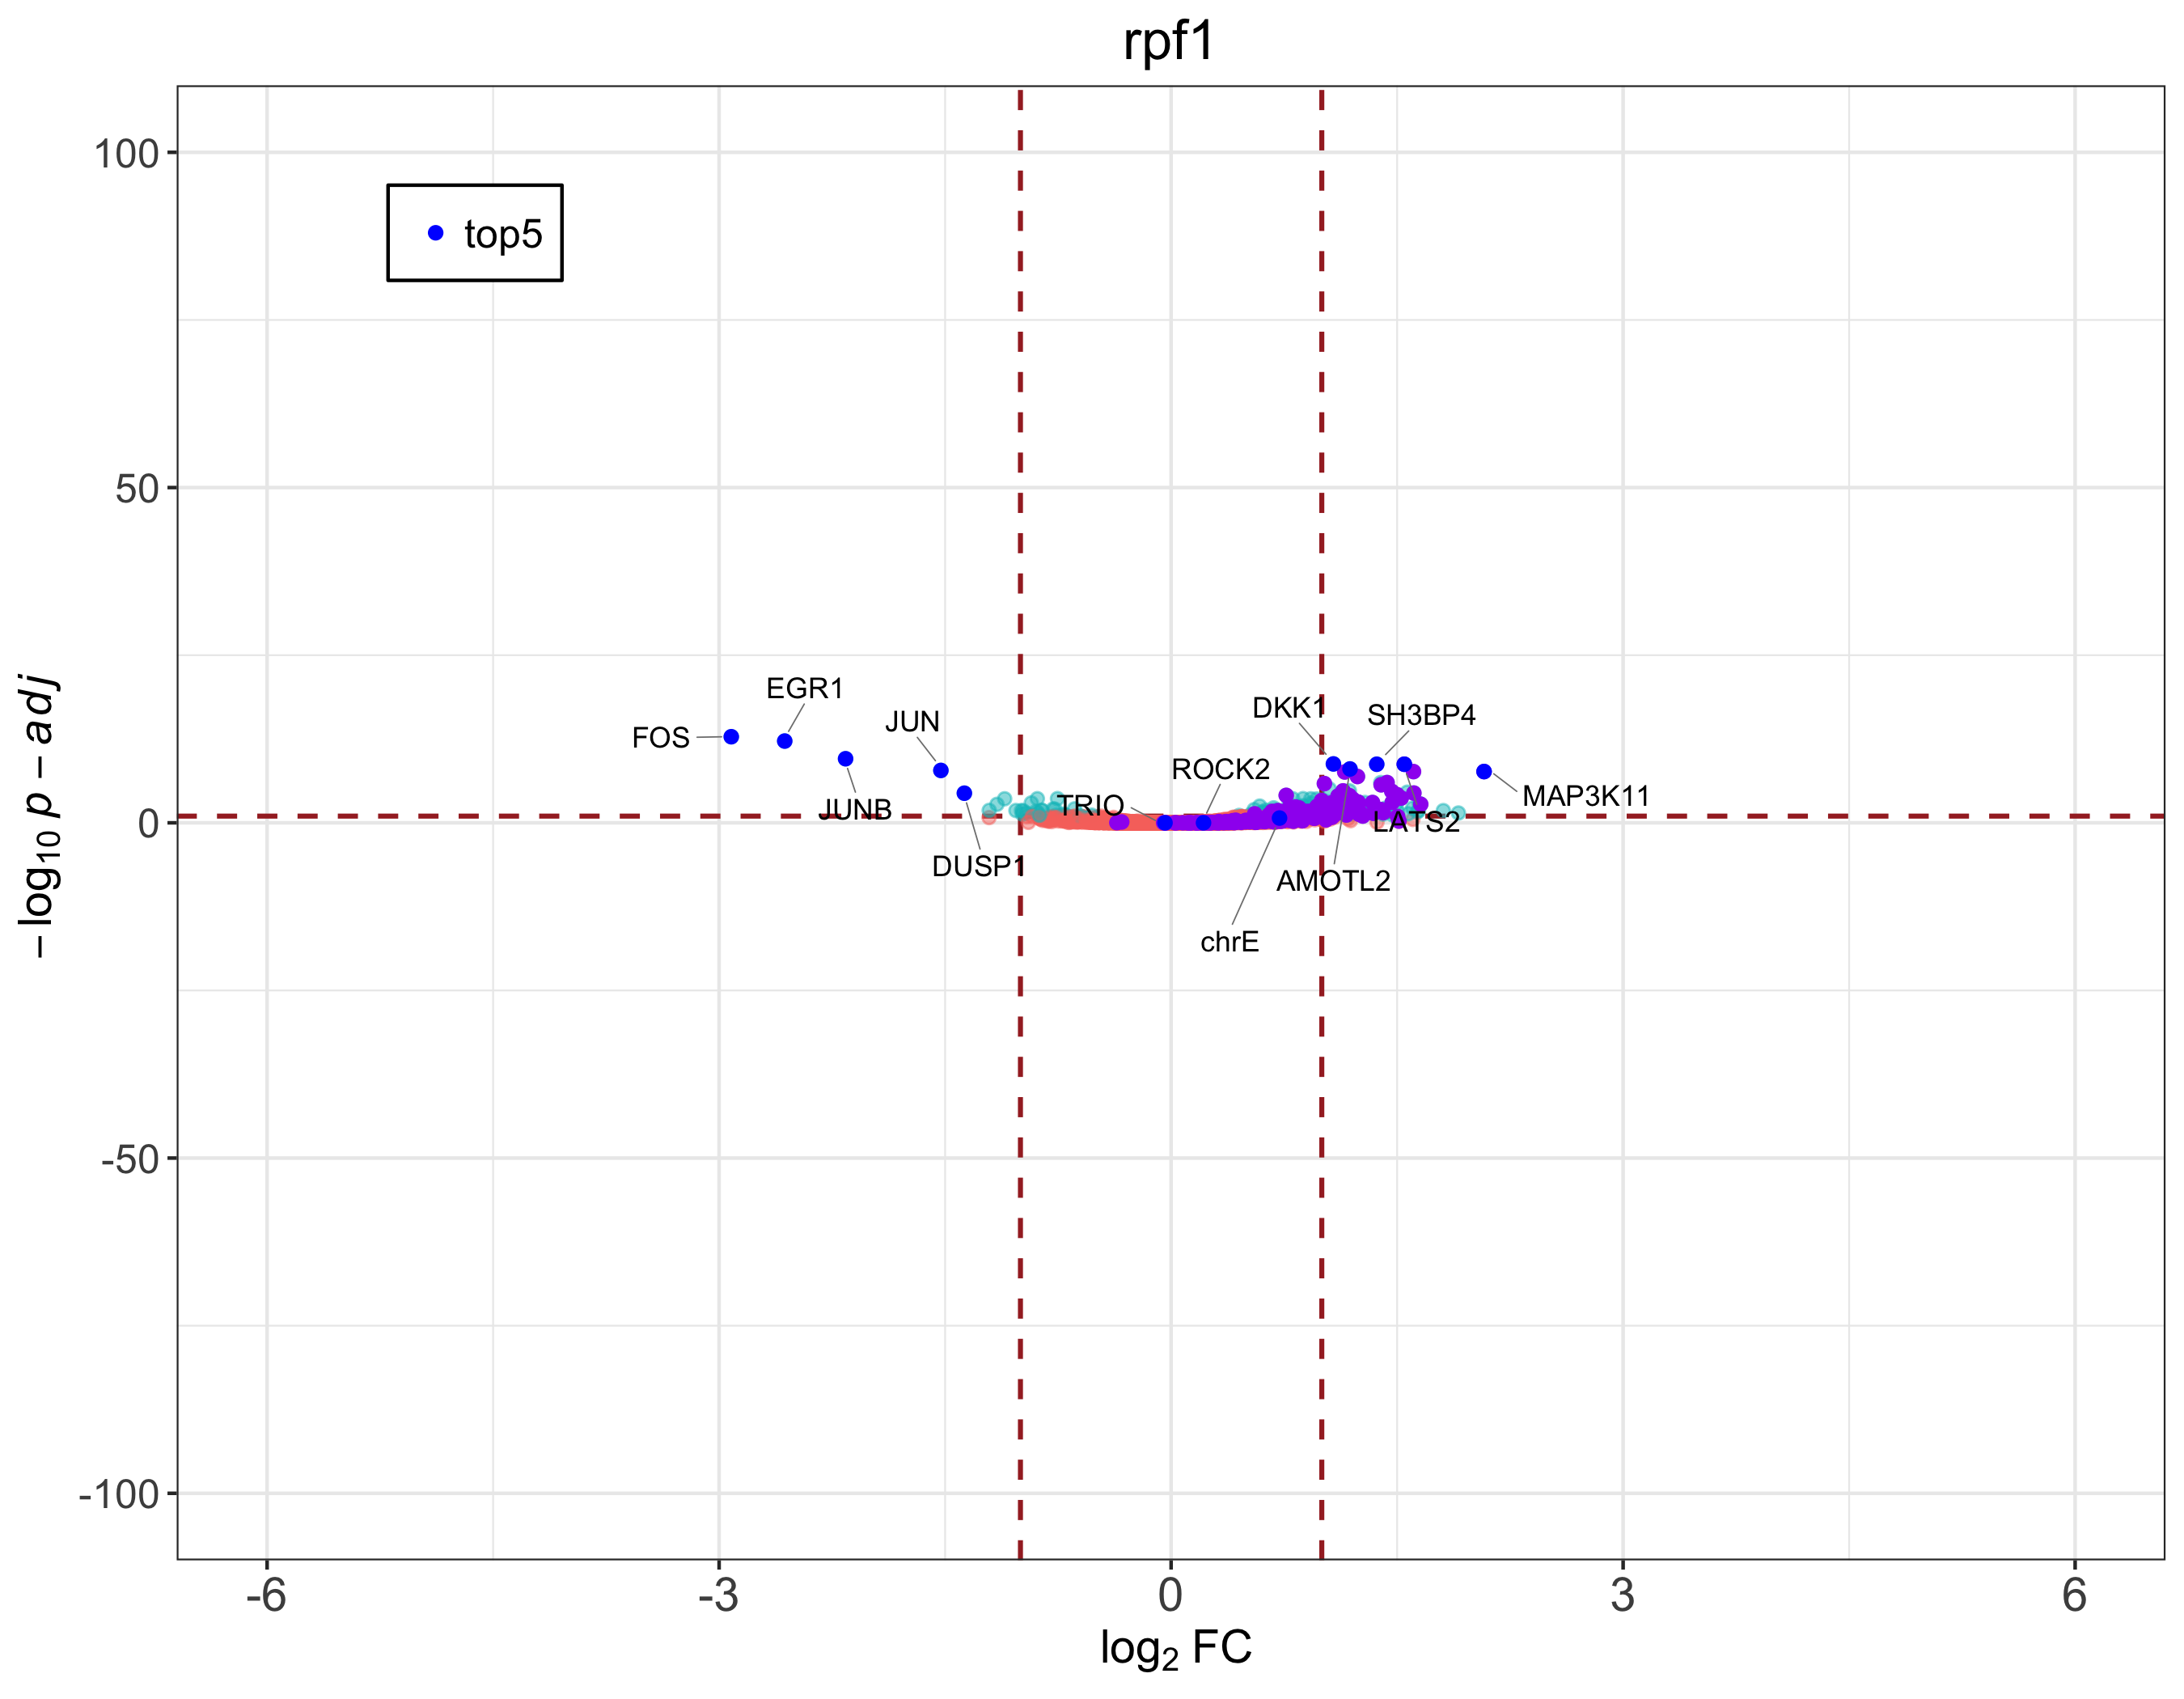 rpf1
100
top5
50
EGR1
FOS
JUN
DKK1
SH3BP4
ROCK2
MAP3K11
TRIO
JUNB
LATS2
0
DUSP1
AMOTL2
chrE
-50
-100
−log10 p − adj
-6 -3 0 3 6
log2 FC